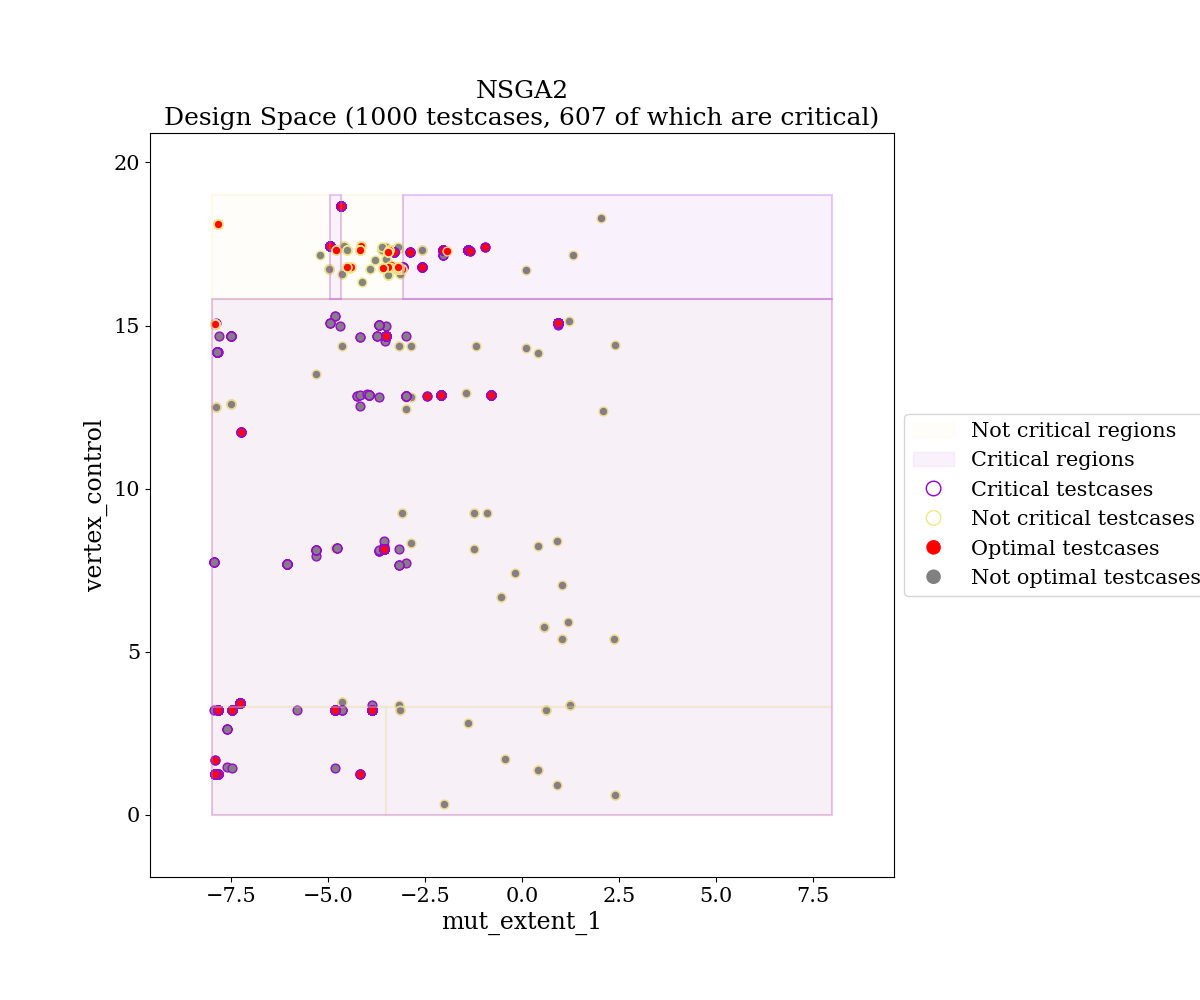 NSGA2
Design Space (1000 testcases, 607 of which are critical)
20
15
10
5
0
vertex_control
−7.5
−5.0
−2.5
0.0
2.5
5.0
7.5
mut_extent_1
Not critical regions
Critical regions
Critical testcases
Not critical testcases
Optimal testcases
Not optimal testcases